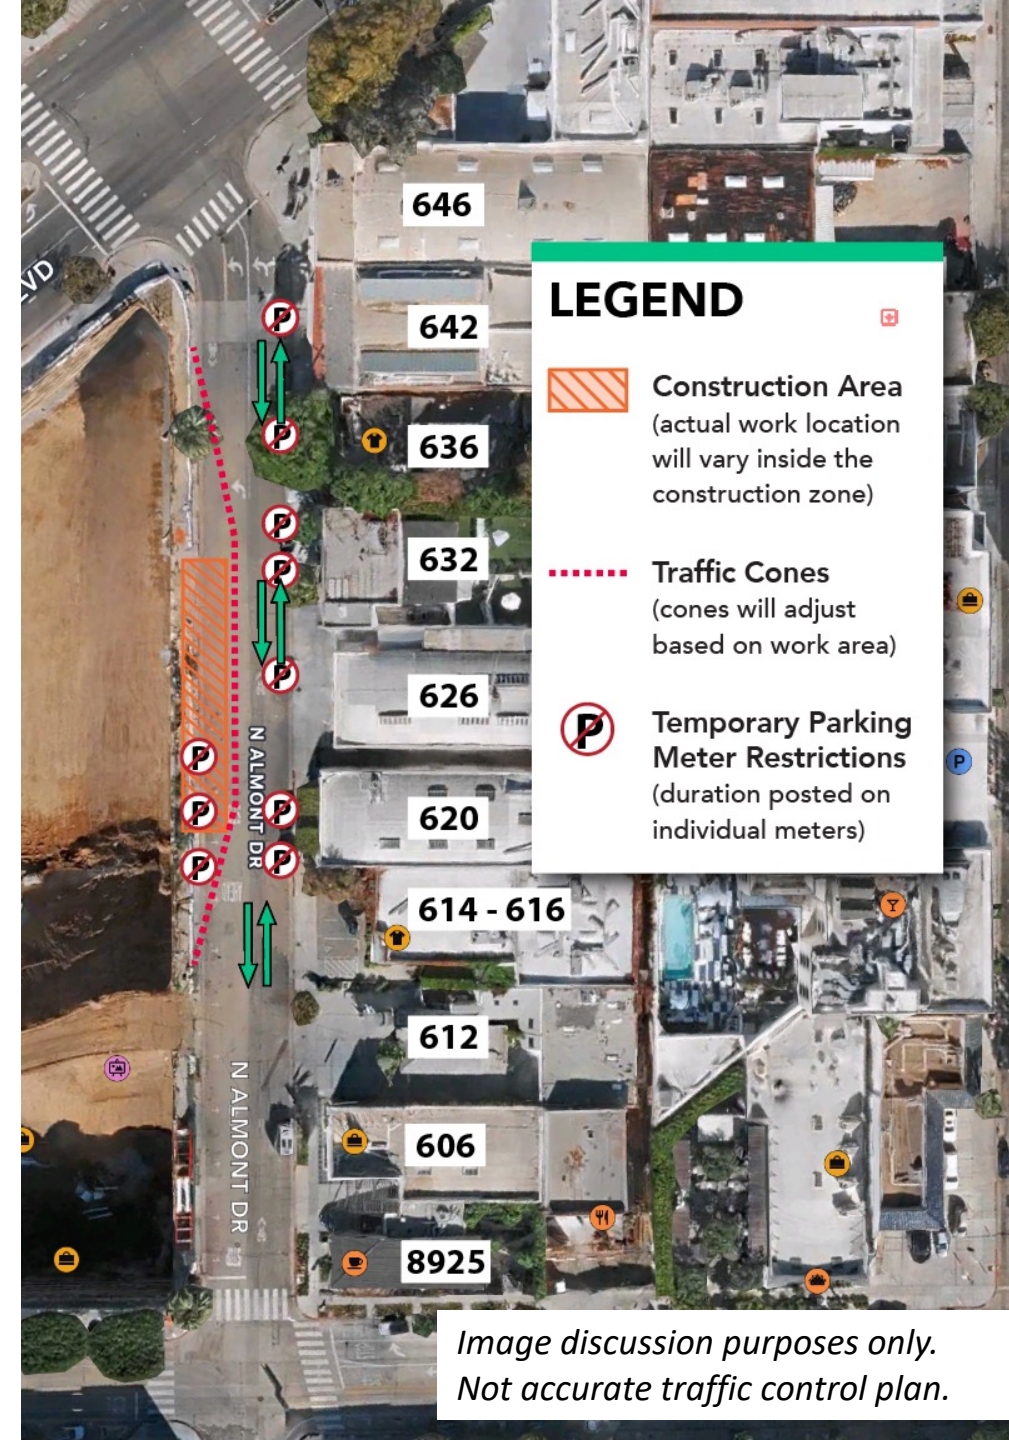 646
LVD
LEGEND
642
Construction Area
(actual work location
will vary inside the
construction zone)
636
632
Traffic Cones
(cones will adjust
based on work area)
626
Temporary Parking
Meter Restrictions
(duration posted on
individual meters)
P
P
P
P
P
P
P
P
P
P
P
P
P
N ALMONT DR
620
614 - 616
612
N ALMONT DR
606
8925
Image discussion purposes only.
Not accurate traffic control plan.